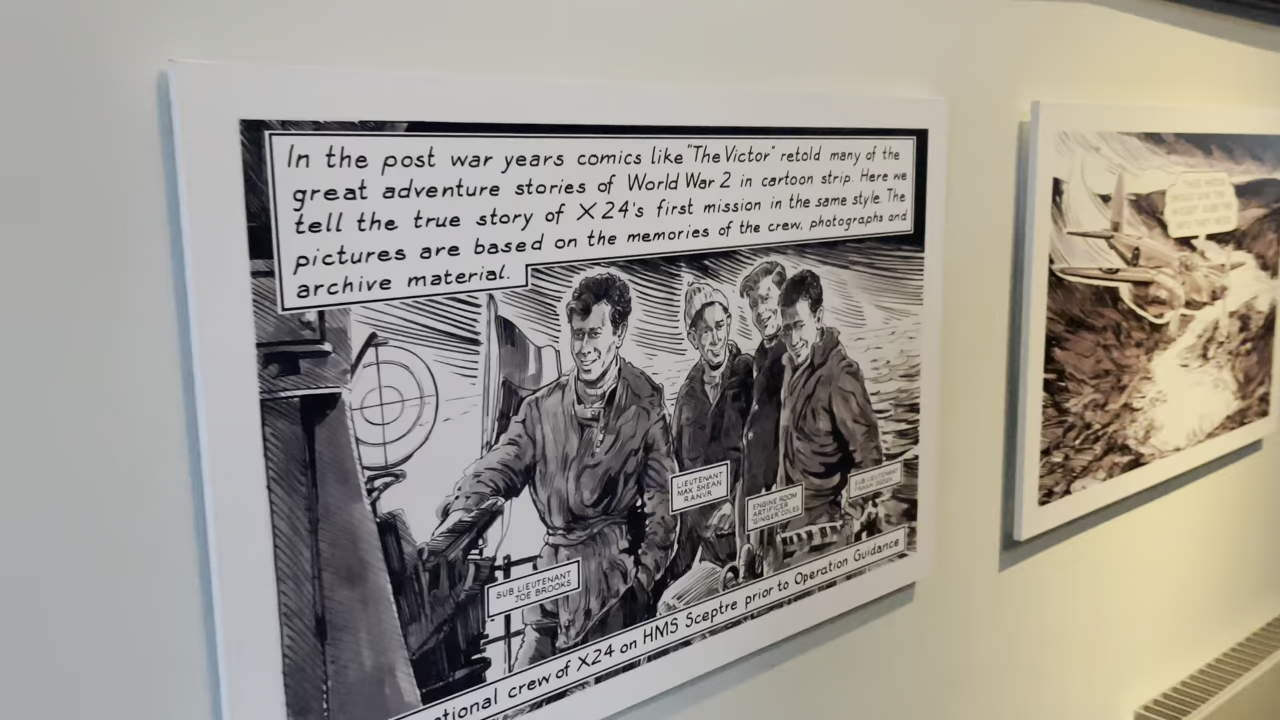 In the post war years comics like "The Victor" retold many of the
great adventure stories of World War 2 in cartoon strip. Here we
tell the true story of X24's first mission in the same style. The
pictures are based on the memories of the crew, photographs and
archive material.
LIEUTENANT
MAX SHEAN
R.A.N.V.R
ENGINE ROOM
ARTIFICER
'GINGER' COLES
SUB LIEUTENANT
FRANK OGDEN
SUB LIEUTENANT
JOE BROOKS
crew of X24 on HMS Sceptre prior to Operation Guidance